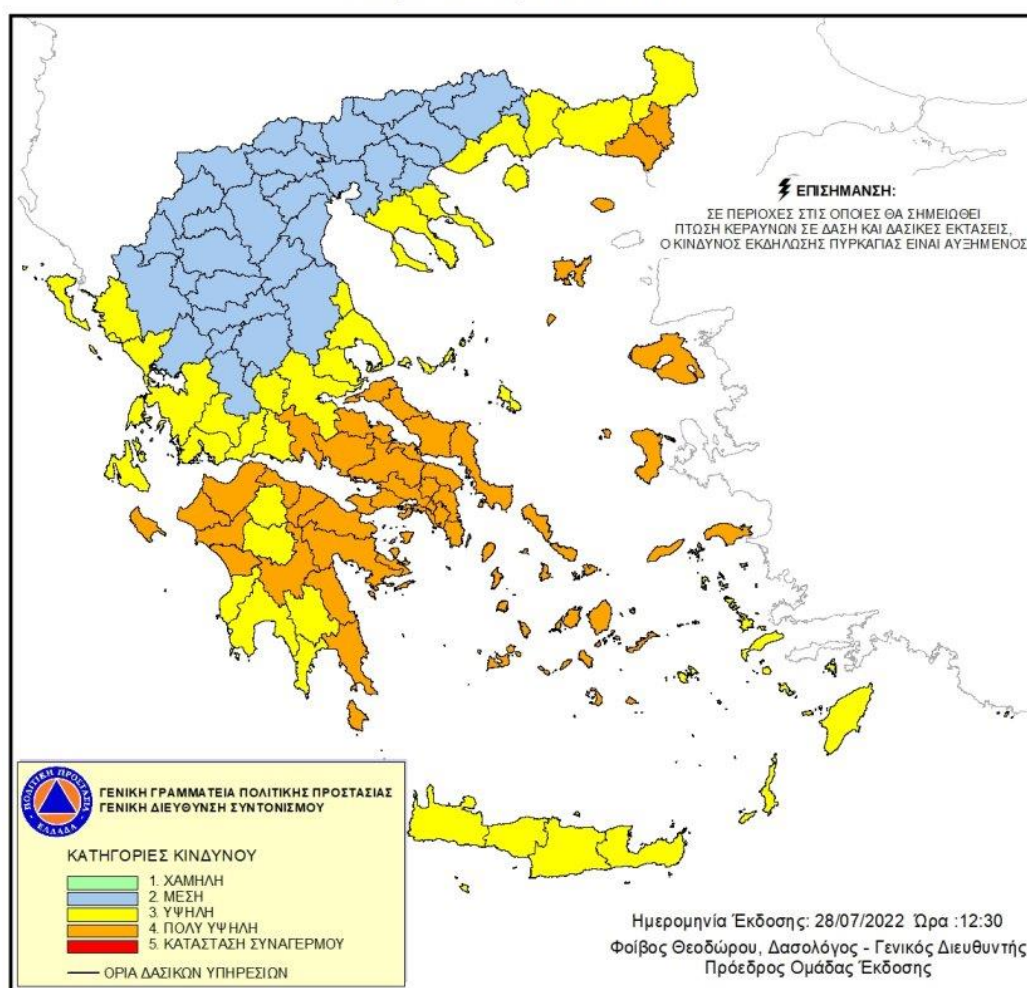 ΕΠΙΣΗΜΑΝΣΗ:
ΣΕ ΠΕΡΙΟΧΕΣ ΣΤΙΣ ΟΠΟΙΕΣ ΘΑ ΣΗΜΕΙΩΘΕΙ
ΠΤΩΣΗ ΚΕΡΑΥΝΩΝ ΣΕ ΔΑΣΗ ΚΑΙ ΔΑΣΙΚΕΣ ΕΚΤΑΣΕΙΣ,
Ο ΚΙΝΔΥΝΟΣ ΕΚΔΗΛΩΣΗΣ ΠΥΡΚΑΓΙΑΣ ΕΙΝΑΙ ΑΥΞΗΜΕΝΟΣ
ΠΟΛΙΤΙΚΗ ΠΡΟΣΤΑΣΙΑ
ΕΛΛΑΔΑ
ΓΕΝΙΚΗ ΓΡΑΜΜΑΤΕΙΑ ΠΟΛΙΤΙΚΗΣ ΠΡΟΣΤΑΣΙΑΣ
ΓΕΝΙΚΗ ΔΙΕΥΘΥΝΣΗ ΣΥΝΤΟΝΙΣΜΟΥ
ΚΑΤΗΓΟΡΙΕΣ ΚΙΝΔΥΝΟΥ
1. ΧΑΜΗΛΗ
2. ΜΕΣΗ
3. ΥΨΗΛΗ
4. ΠΟΛΥ ΥΨΗΛΗ
5. ΚΑΤΑΣΤΑΣΗ ΣΥΝΑΓΕΡΜΟΥ
ΟΡΙΑ ΔΑΣΙΚΩΝ ΥΠΗΡΕΣΙΩΝ
Ημερομηνία Έκδοσης: 28/07/2022 Ώρα :12:30
Φοίβος Θεοδώρου, Δασολόγος - Γενικός Διευθυντής
Πρόεδρος Ομάδας Έκδοσης